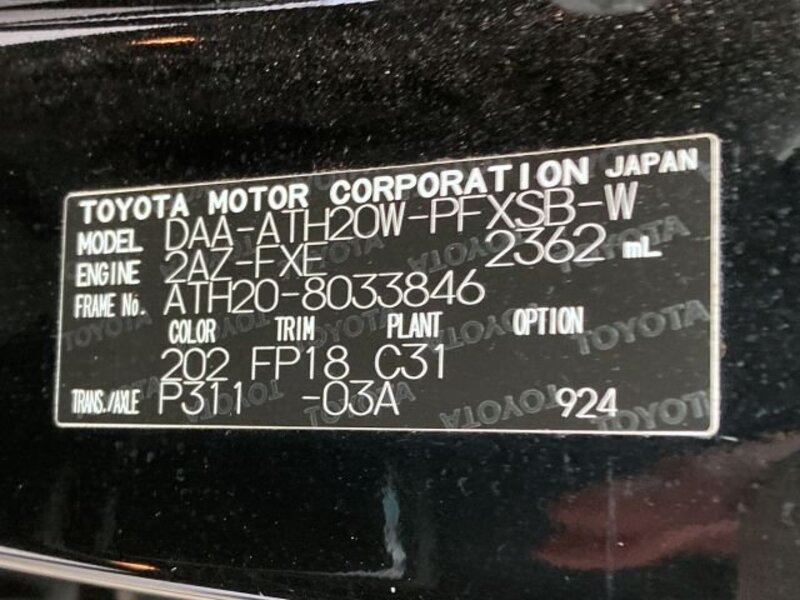 TOYOTA MOTOR CORPORATION JAPAN
MODEL DAA-ATH20W-PFXSB-W
ENGINE 2AZ-FXE 2362 mL
FRAME No. ATH20-8033846
COLOR TRIM PLANT OPTION
202 FP18 C31
TRANS./AXLE P311 -03A 924